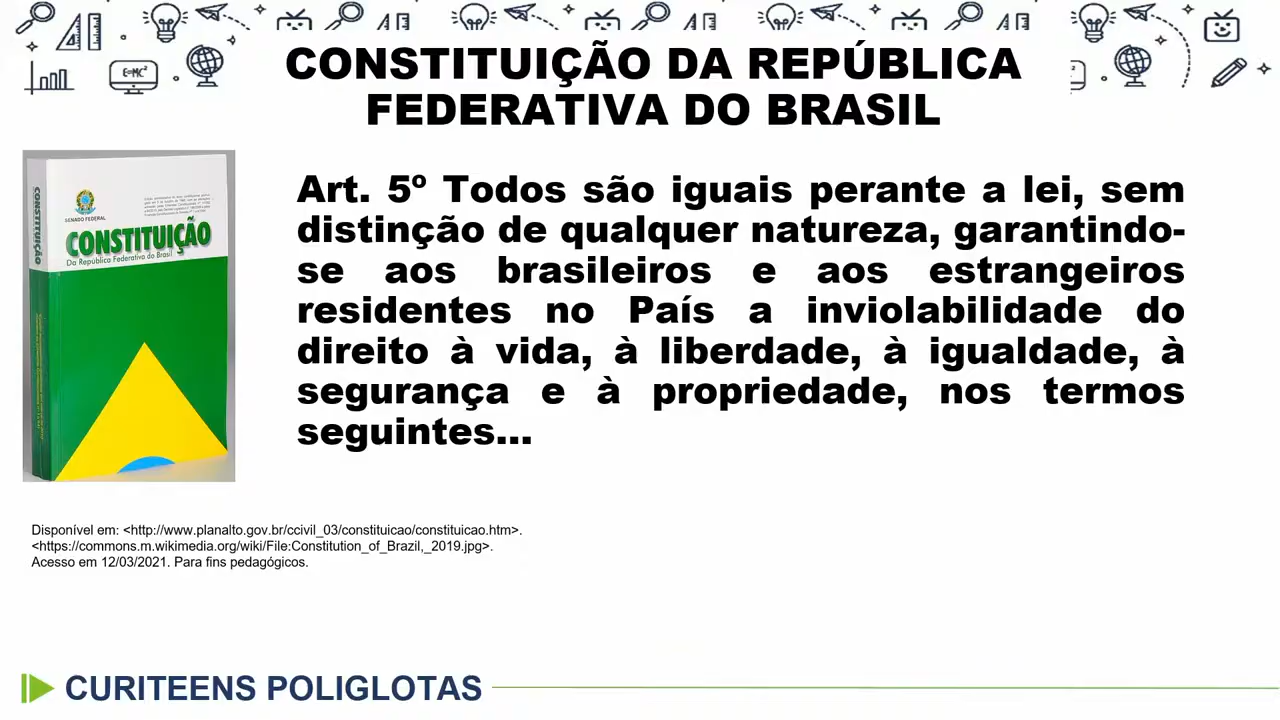 E=MC²
CONSTITUIÇÃO DA REPÚBLICA
FEDERATIVA DO BRASIL
CONSTITUIÇÃO
SENADO FEDERAL
CONSTITUIÇÃO
Da República Federativa do Brasil
Art. 5º Todos são iguais perante a lei, sem
distinção de qualquer natureza, garantindo-
se aos brasileiros e aos estrangeiros
residentes no País a inviolabilidade do
direito à vida, à liberdade, à igualdade, à
segurança e à propriedade, nos termos
seguintes...
Disponível em: <http://www.planalto.gov.br/ccivil_03/constituicao/constituicao.htm>.
<https://commons.m.wikimedia.org/wiki/File:Constitution_of_Brazil,_2019.jpg>.
Acesso em 12/03/2021. Para fins pedagógicos.
CURITEENS POLIGLOTAS